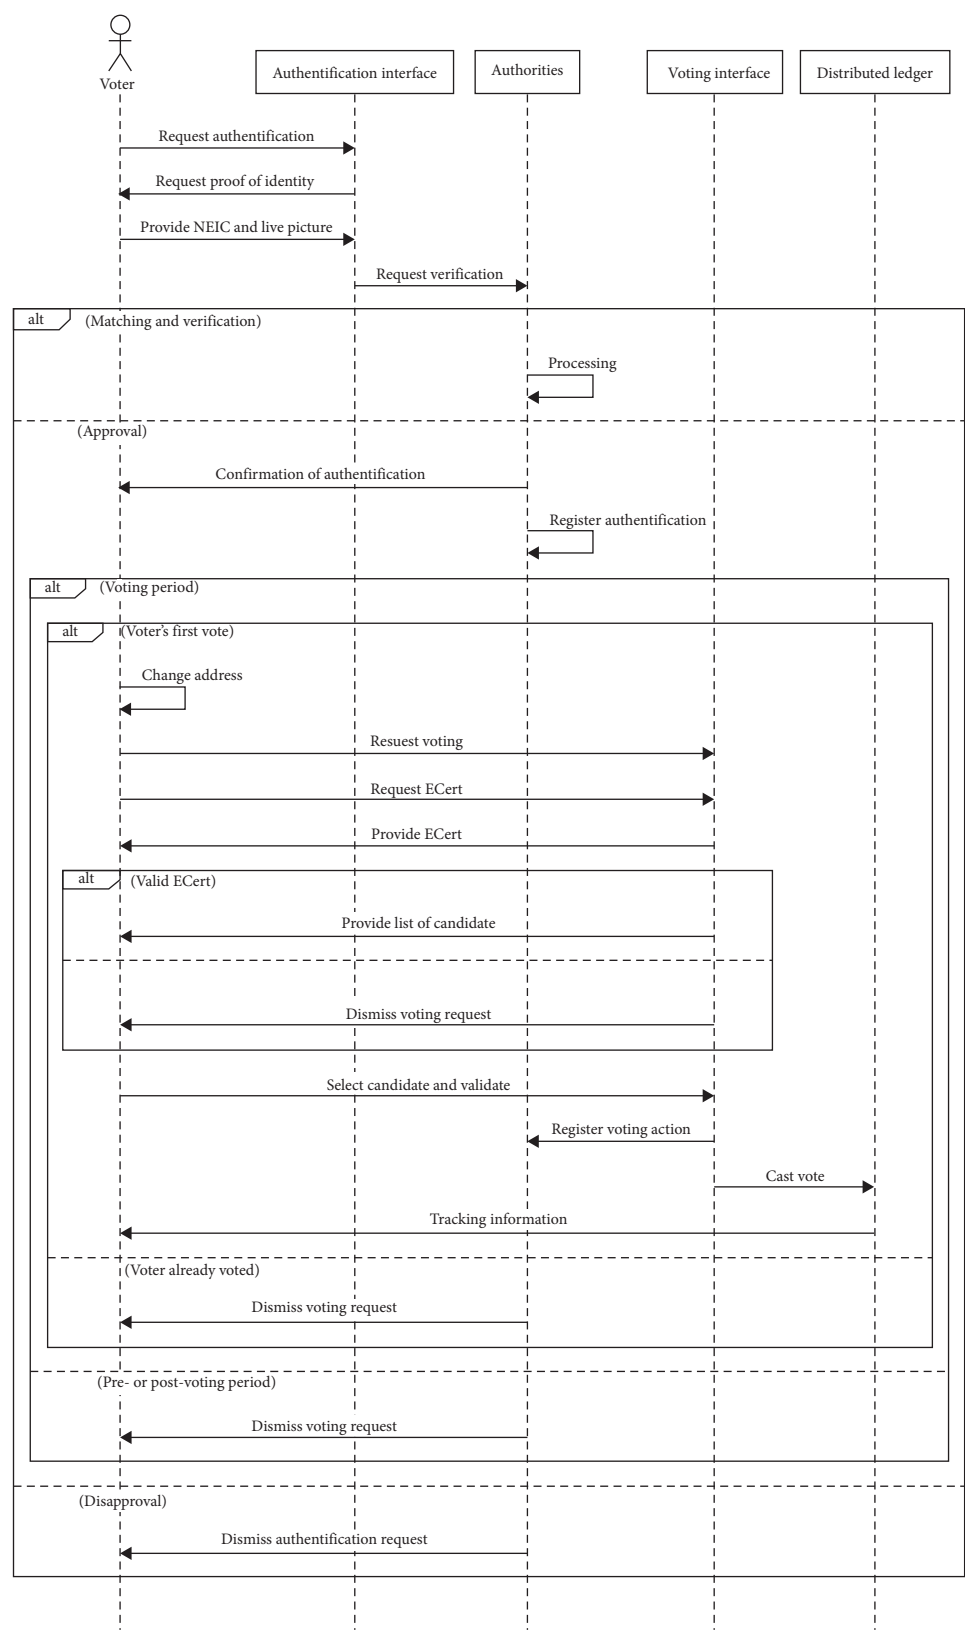 Voter
Authentification interface
Authorities
Voting interface
Distributed ledger
Request authentification
Request proof of identity
Provide NEIC and live picture
Request verification
alt
(Matching and verification)
Processing
(Approval)
Confirmation of authentification
Register authentification
alt
(Voting period)
alt
(Voter's first vote)
Change address
Resuest voting
Request ECert
Provide ECert
alt
(Valid ECert)
Provide list of candidate
Dismiss voting request
Select candidate and validate
Register voting action
Cast vote
Tracking information
(Voter already voted)
Dismiss voting request
(Pre- or post-voting period)
Dismiss voting request
(Disapproval)
Dismiss authentification request